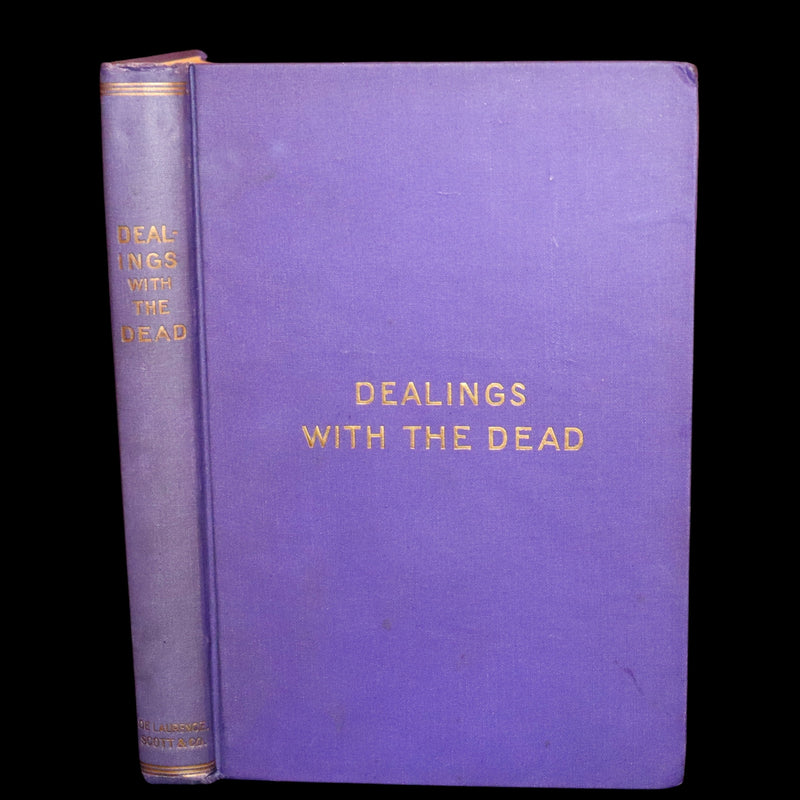 DEAL-
INGS
WITH
THE
DEAD
DE LAURENCE,
SCOTT & CO.
DEALINGS
WITH THE DEAD